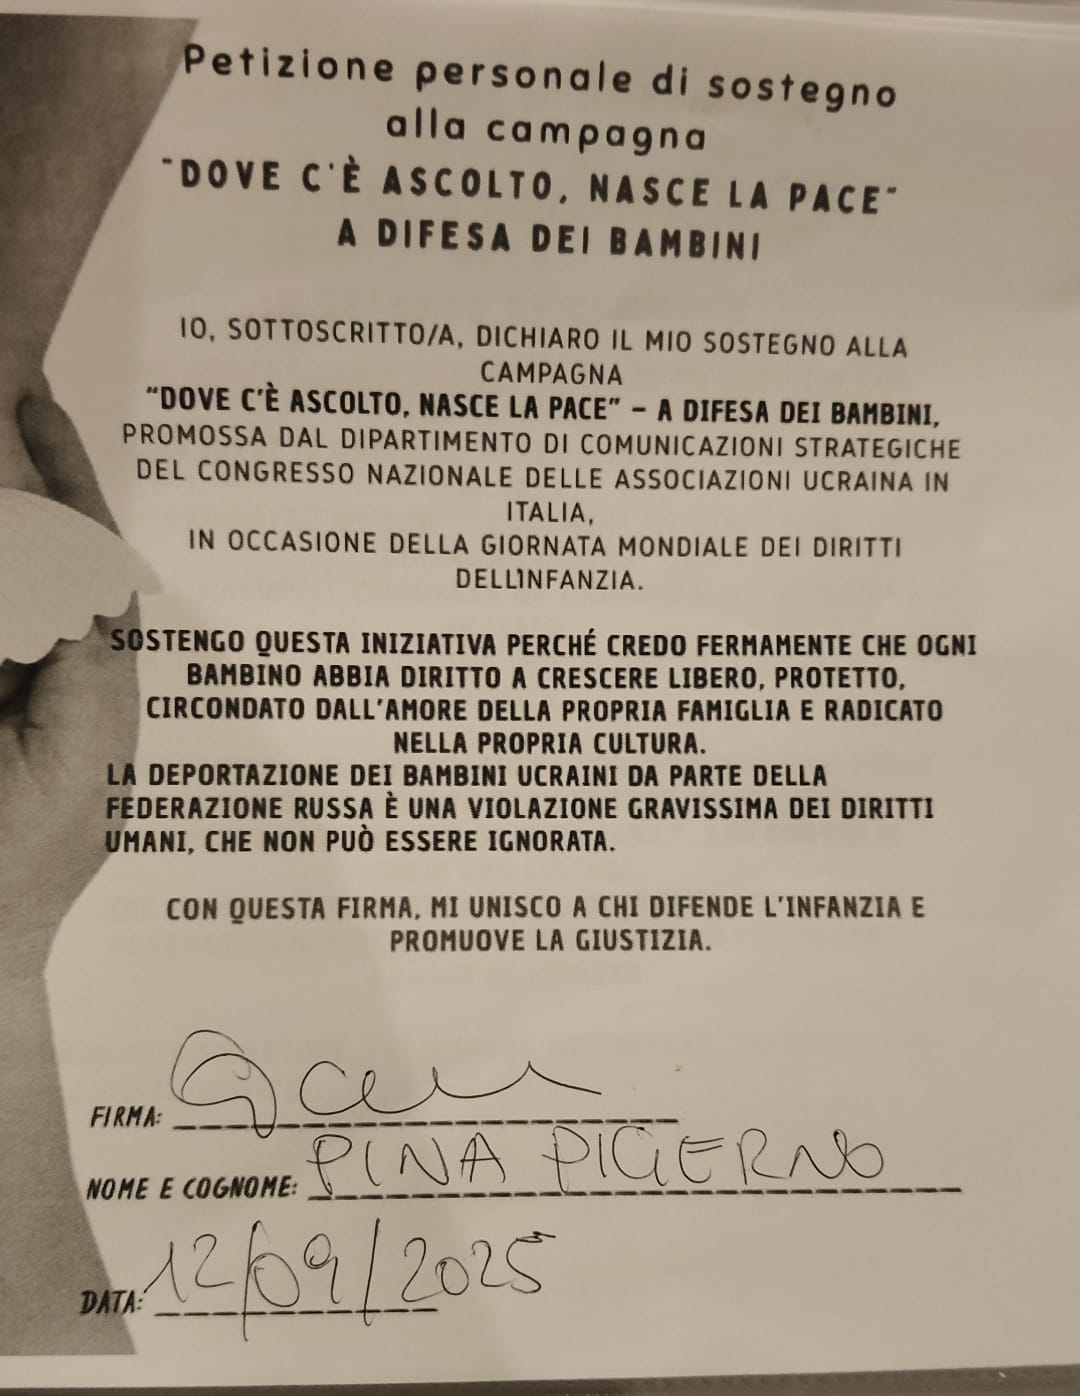 Petizione personale di sostegno
alla campagna
"DOVE C'È ASCOLTO, NASCE LA PACE"
A DIFESA DEI BAMBINI
IO, SOTTOSCRITTO/A, DICHIARO IL MIO SOSTEGNO ALLA
CAMPAGNA
"DOVE C'È ASCOLTO, NASCE LA PACE" – A DIFESA DEI BAMBINI,
PROMOSSA DAL DIPARTIMENTO DI COMUNICAZIONI STRATEGICHE
DEL CONGRESSO NAZIONALE DELLE ASSOCIAZIONI UCRAINA IN
ITALIA,
IN OCCASIONE DELLA GIORNATA MONDIALE DEI DIRITTI
DELL'INFANZIA.
SOSTENGO QUESTA INIZIATIVA PERCHÉ CREDO FERMAMENTE CHE OGNI
BAMBINO ABBIA DIRITTO A CRESCERE LIBERO, PROTETTO,
CIRCONDATO DALL'AMORE DELLA PROPRIA FAMIGLIA E RADICATO
NELLA PROPRIA CULTURA.
LA DEPORTAZIONE DEI BAMBINI UCRAINI DA PARTE DELLA
FEDERAZIONE RUSSA È UNA VIOLAZIONE GRAVISSIMA DEI DIRITTI
UMANI, CHE NON PUÒ ESSERE IGNORATA.
CON QUESTA FIRMA, MI UNISCO A CHI DIFENDE L'INFANZIA E
PROMUOVE LA GIUSTIZIA.
FIRMA:
NOME E COGNOME: PINA PICIERNO
DATA: 12/09/2025